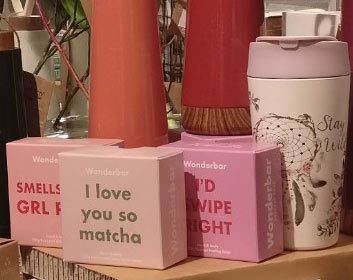 Wonderbar
SMELLS
GRL
Wonderbar
I love
you so
matcha
Wonderbar
I'D
SWIPE
RIGHT
Wonderbar
Stay
Wild